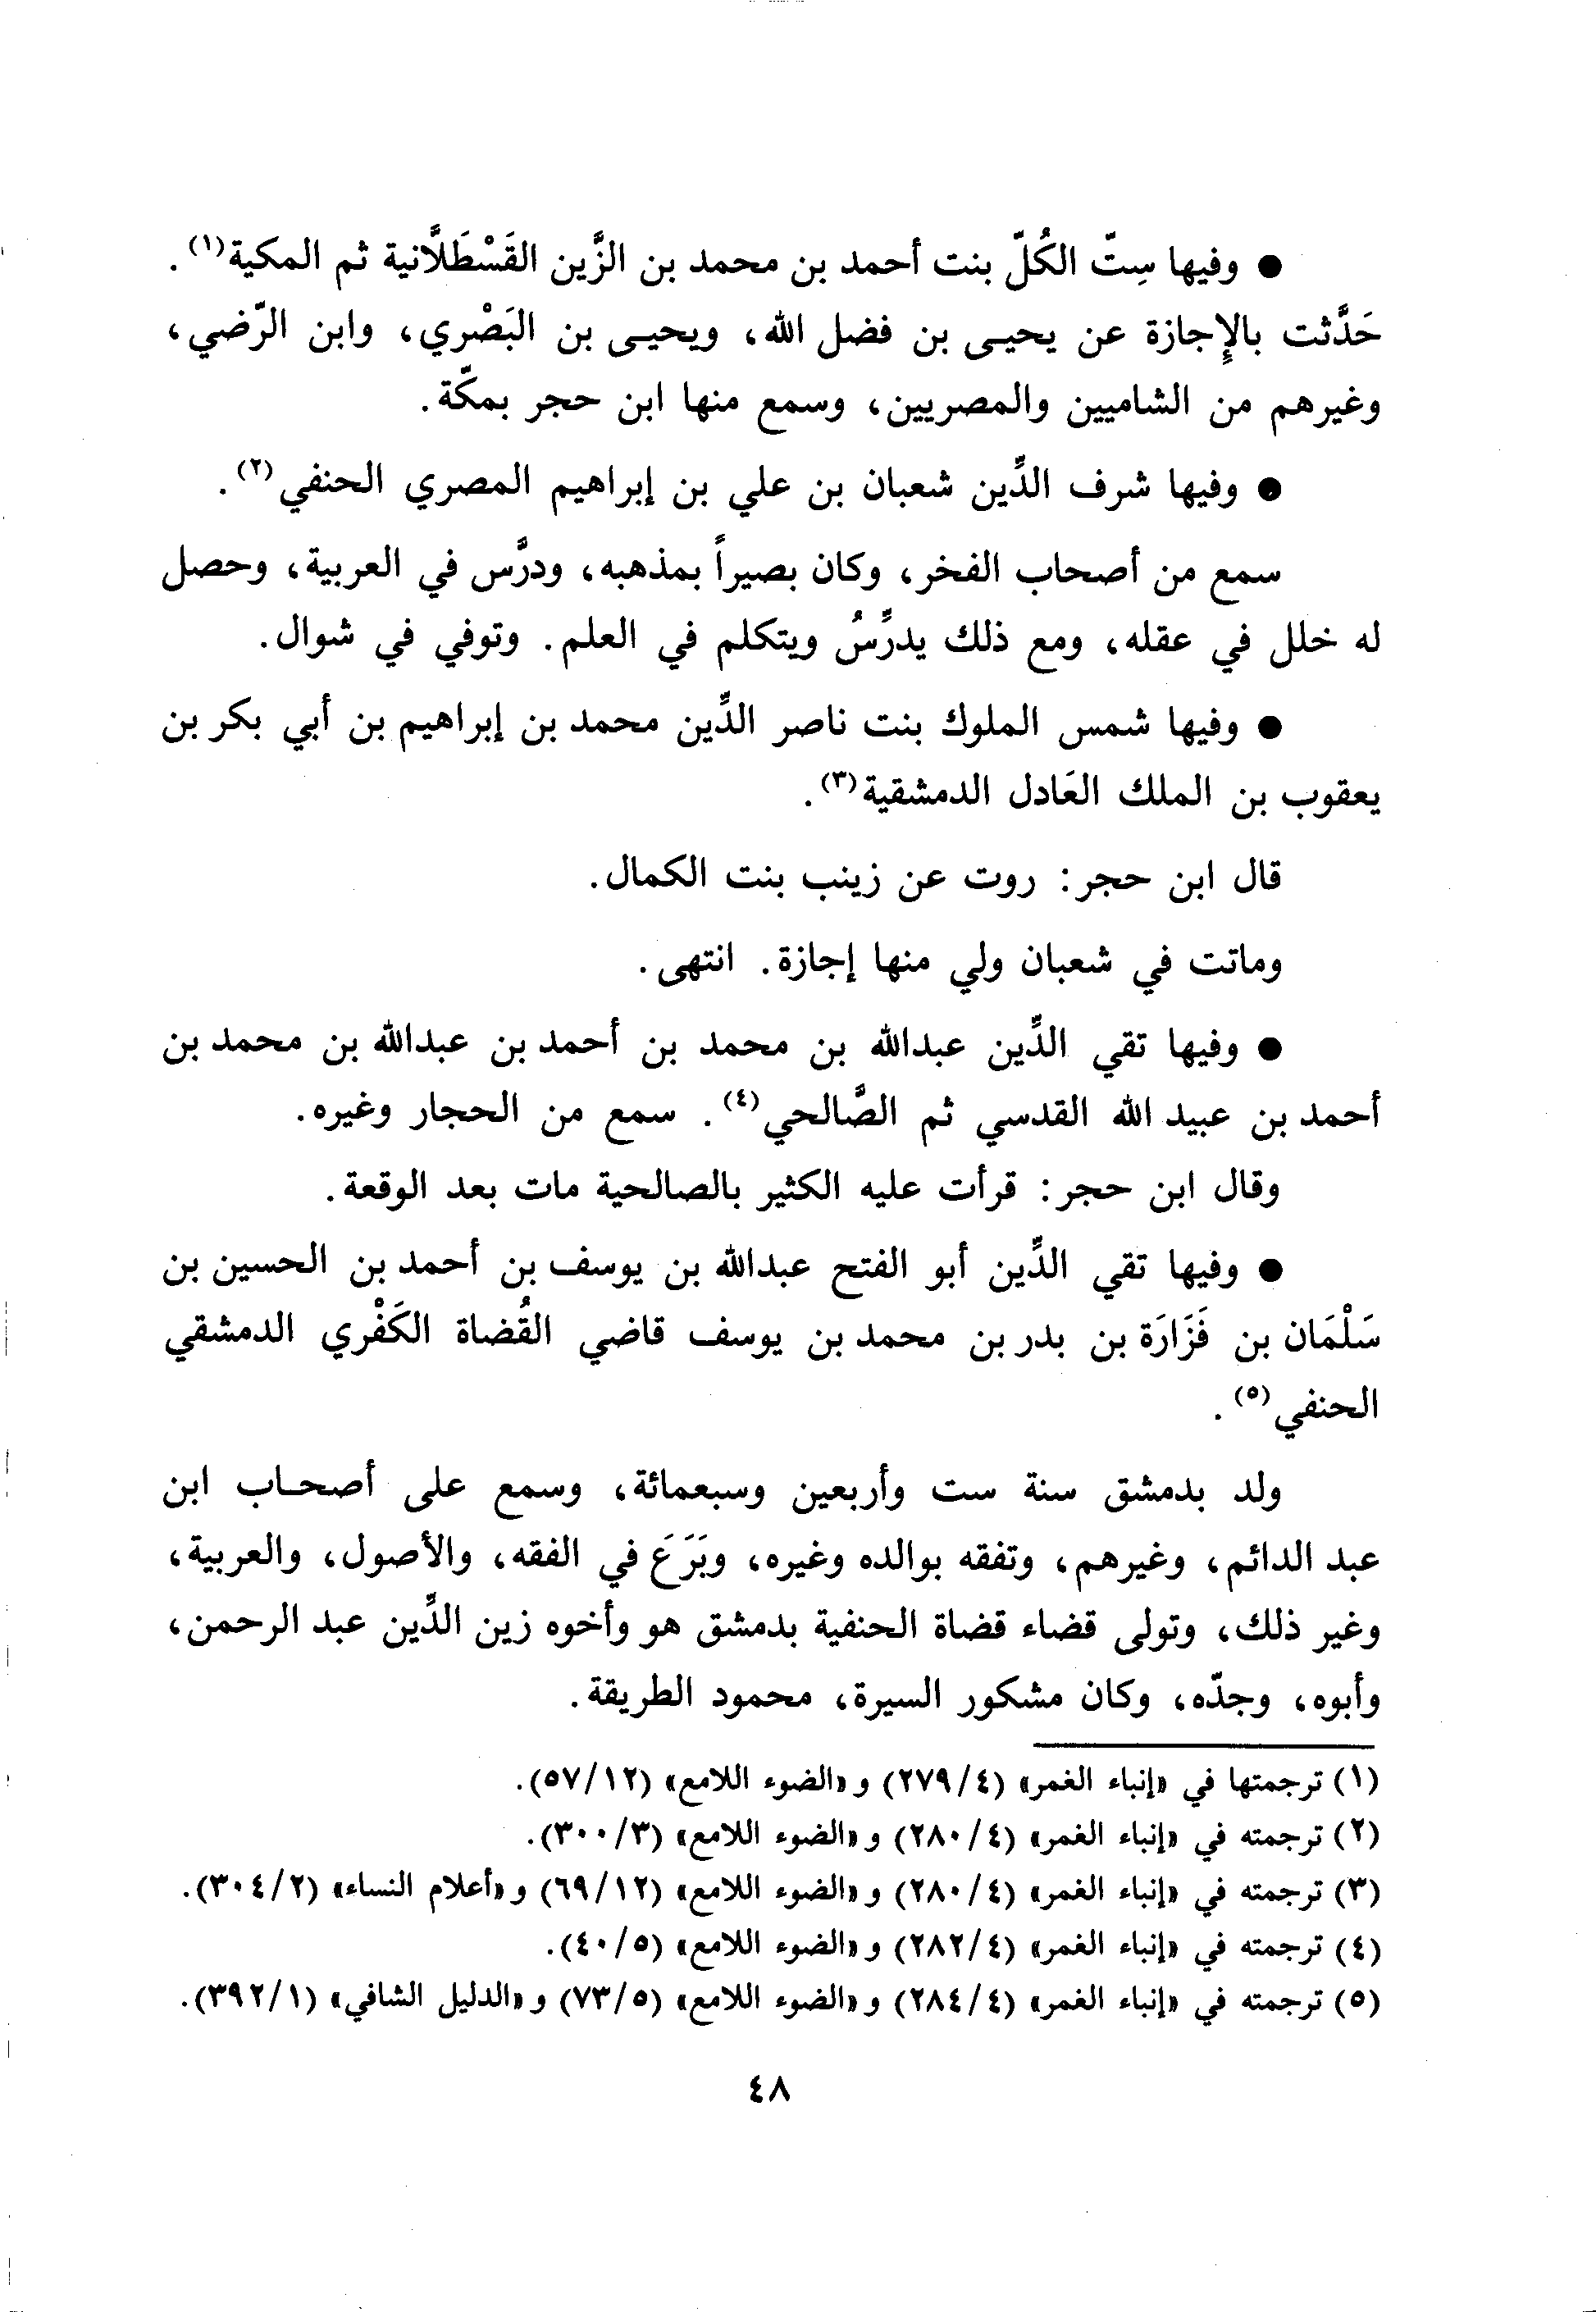 ● وفيها سِتّ الكُلّ بنت أحمد بن محمد بن الزَّين القَسْطَلَّانية ثم المكية(١).
حَدَّثت بالإِجازة عن يحيـى بن فضل الله، ويحيـى بن البَصْري، وابن الرّضي،
وغيرهم من الشاميين والمصريين، وسمع منها ابن حجر بمكّة.
● وفيها شرف الدِّين شعبان بن علي بن إبراهيم المصري الحنفي(٢).
سمع من أصحاب الفخر، وكان بصيراً بمذهبه، ودرَّس في العربية، وحصل
له خلل في عقله، ومع ذلك يدرِّسُ ويتكلم في العلم. وتوفي في شوال.
● وفيها شمس الملوك بنت ناصر الدِّين محمد بن إبراهيم بن أبي بكر بن
يعقوب بن الملك العَادل الدمشقية(٣).
قال ابن حجر: روت عن زينب بنت الكمال.
وماتت في شعبان ولي منها إجازة. انتهى.
● وفيها تقي الدِّين عبدالله بن محمد بن أحمد بن عبدالله بن محمد بن
أحمد بن عبيد الله القدسي ثم الصَّالحي(٤). سمع من الحجار وغيره.
وقال ابن حجر: قرأت عليه الكثير بالصالحية مات بعد الوقعة.
● وفيها تقي الدِّين أبو الفتح عبدالله بن يوسف بن أحمد بن الحسين بن
سَلْمَان بن فَزَارَة بن بدر بن محمد بن يوسف قاضي القُضاة الكَفْري الدمشقي
الحنفي(٥).
ولد بدمشق سنة ست وأربعين وسبعمائة، وسمع على أصحـاب ابن
عبد الدائم، وغيرهم، وتفقه بوالده وغيره، وبَرَعَ في الفقه، والأصول، والعربية،
وغير ذلك، وتولى قضاء قضاة الحنفية بدمشق هو وأخوه زين الدِّين عبد الرحمن،
وأبوه، وجدّه، وكان مشكور السيرة، محمود الطريقة.
(١) ترجمتها في «إنباء الغمر» (٢٧٩/٤) و «الضوء اللامع» (٥٧/١٢).
(٢) ترجمته في «إنباء الغمر» (٢٨٠/٤) و «الضوء اللامع» (٣٠٠/٣).
(٣) ترجمته في «إنباء الغمر» (٢٨٠/٤) و «الضوء اللامع» (٦٩/١٢) و «أعلام النساء» (٣٠٤/٢).
(٤) ترجمته في «إنباء الغمر» (٢٨٢/٤) و «الضوء اللامع» (٤٠/٥).
(٥) ترجمته في «إنباء الغمر» (٢٨٤/٤) و «الضوء اللامع» (٧٣/٥) و «الدليل الشافي» (٣٩٢/١).
٤٨